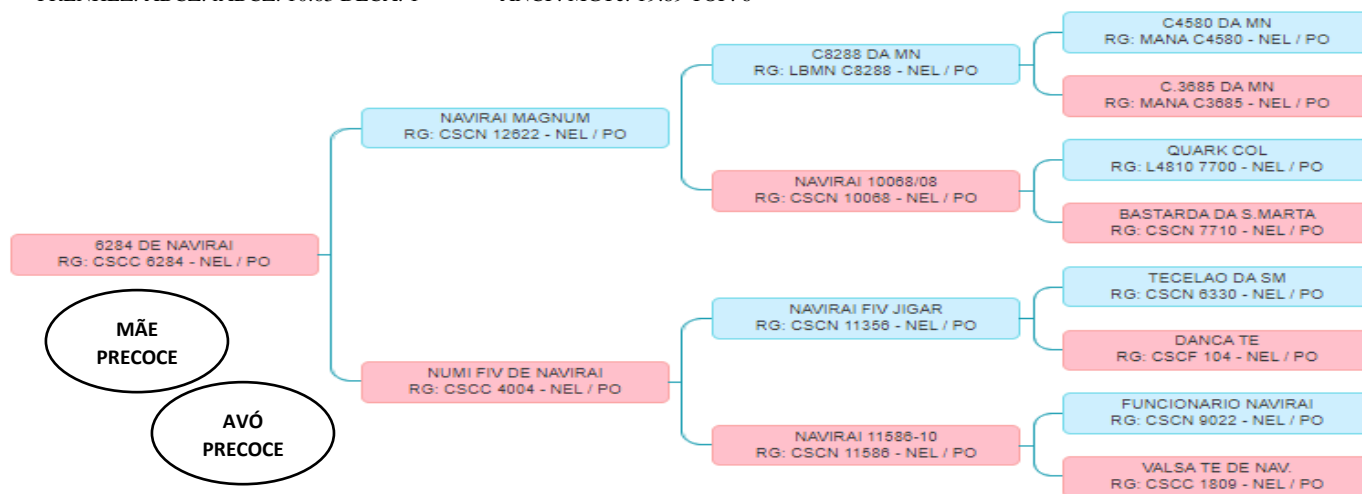 6284 DE NAVIRAI
RG: CSCC 6284 - NEL / PO
MÃE
PRECOCE
AVÓ
PRECOCE
NAVIRAI MAGNUM
RG: CSCN 12622 - NEL / PO
NUMI FIV DE NAVIRAI
RG: CSCC 4004 - NEL / PO
C8288 DA MN
RG: LBMN C8288 - NEL / PO
NAVIRAI 10068/08
RG: CSCN 10068 - NEL / PO
NAVIRAI FIV JIGAR
RG: CSCN 11356 - NEL / PO
NAVIRAI 11586-10
RG: CSCN 11586 - NEL / PO
C4580 DA MN
RG: MANA C4580 - NEL / PO
C.3685 DA MN
RG: MANA C3685 - NEL / PO
QUARK COL
RG: L4810 7700 - NEL / PO
BASTARDA DA S.MARTA
RG: CSCN 7710 - NEL / PO
TECELAO DA SM
RG: CSCN 6330 - NEL / PO
DANCA TE
RG: CSCF 104 - NEL / PO
FUNCIONARIO NAVIRAI
RG: CSCN 9022 - NEL / PO
VALSA TE DE NAV.
RG: CSCC 1809 - NEL / PO